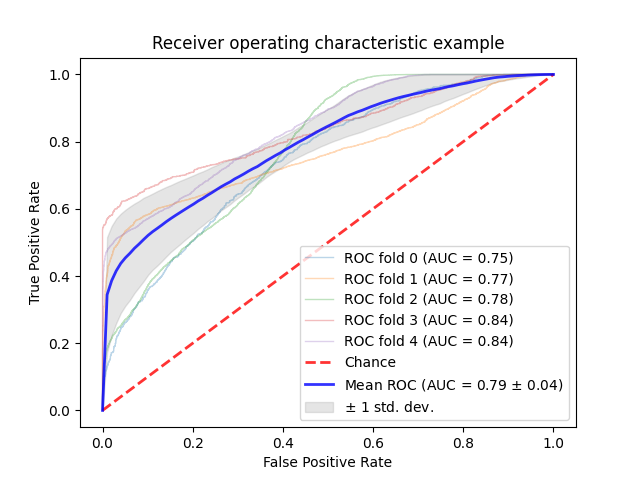 Receiver operating characteristic example
True Positive Rate
1.0
0.8
0.6
0.4
0.2
0.0
ROC fold 0 (AUC = 0.75)
ROC fold 1 (AUC = 0.77)
ROC fold 2 (AUC = 0.78)
ROC fold 3 (AUC = 0.84)
ROC fold 4 (AUC = 0.84)
Chance
Mean ROC (AUC = 0.79 ± 0.04)
± 1 std. dev.
0.0 0.2 0.4 0.6 0.8 1.0
False Positive Rate